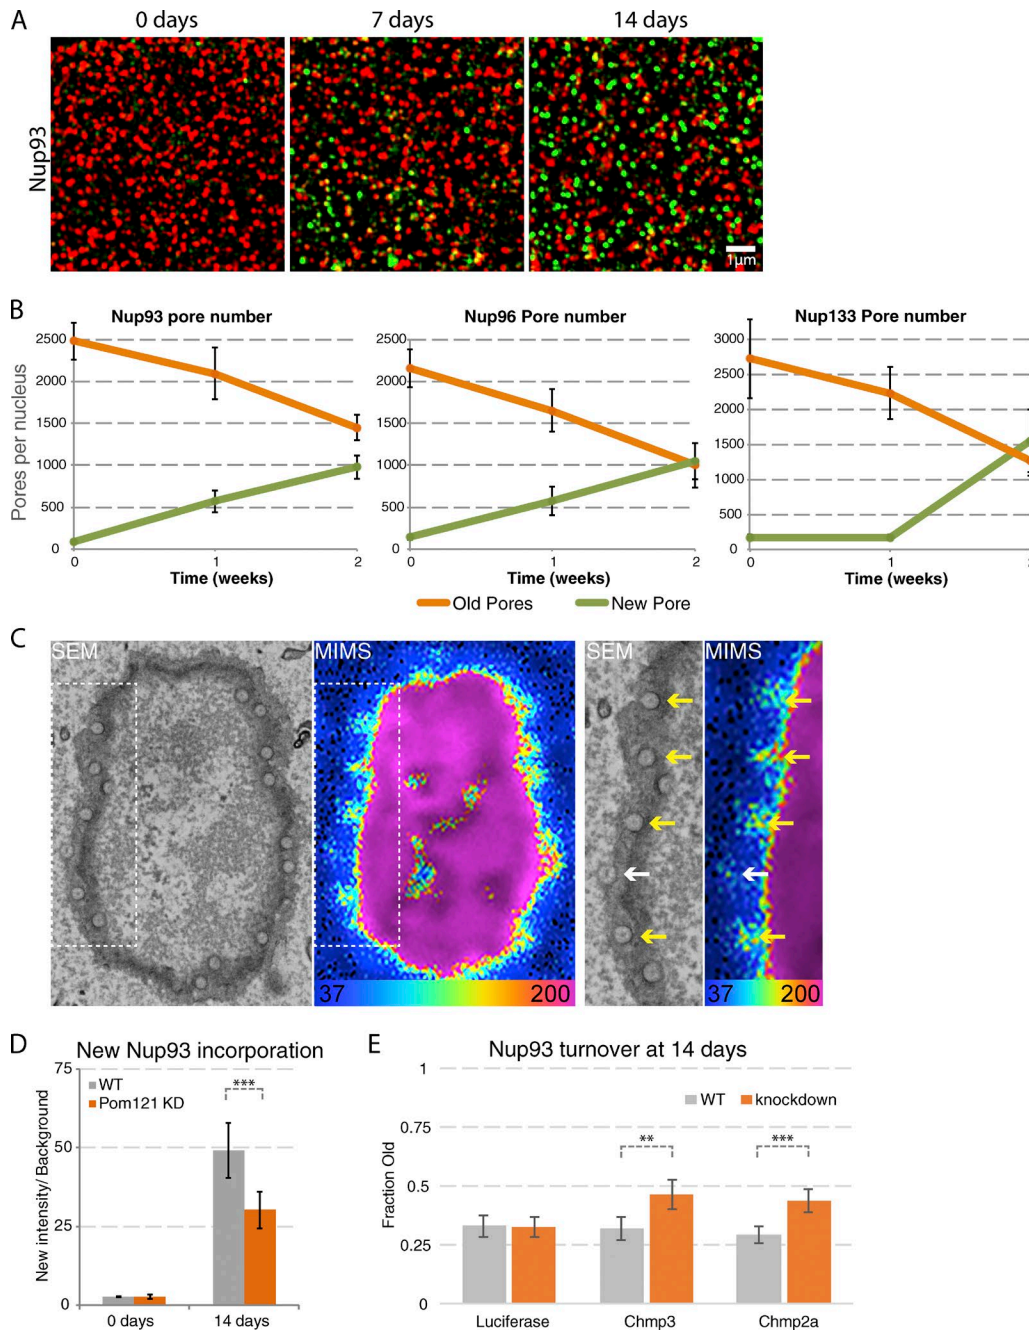 A
0 days
7 days
14 days
Nup93
1µm
B
Nup93 pore number
Nup96 Pore number
Nup133 Pore number
Pores per nucleus
2500
2000
1500
1000
500
0
0
1
2
Time (weeks)
2500
2000
1500
1000
500
0
0
1
2
Time (weeks)
3000
2500
2000
1500
1000
500
0
0
1
Time (weeks)
Old Pores
New Pore
C
SEM
MIMS
SEM
MIMS
37
200
37
200
D
New Nup93 incorporation
75
WT
Pom121 KD
***
50
25
0
New intensity/ Background
0 days
14 days
E
Nup93 turnover at 14 days
1
WT
knockdown
0.75
**
***
0.5
0.25
0
Fraction Old
Luciferase
Chmp3
Chmp2a